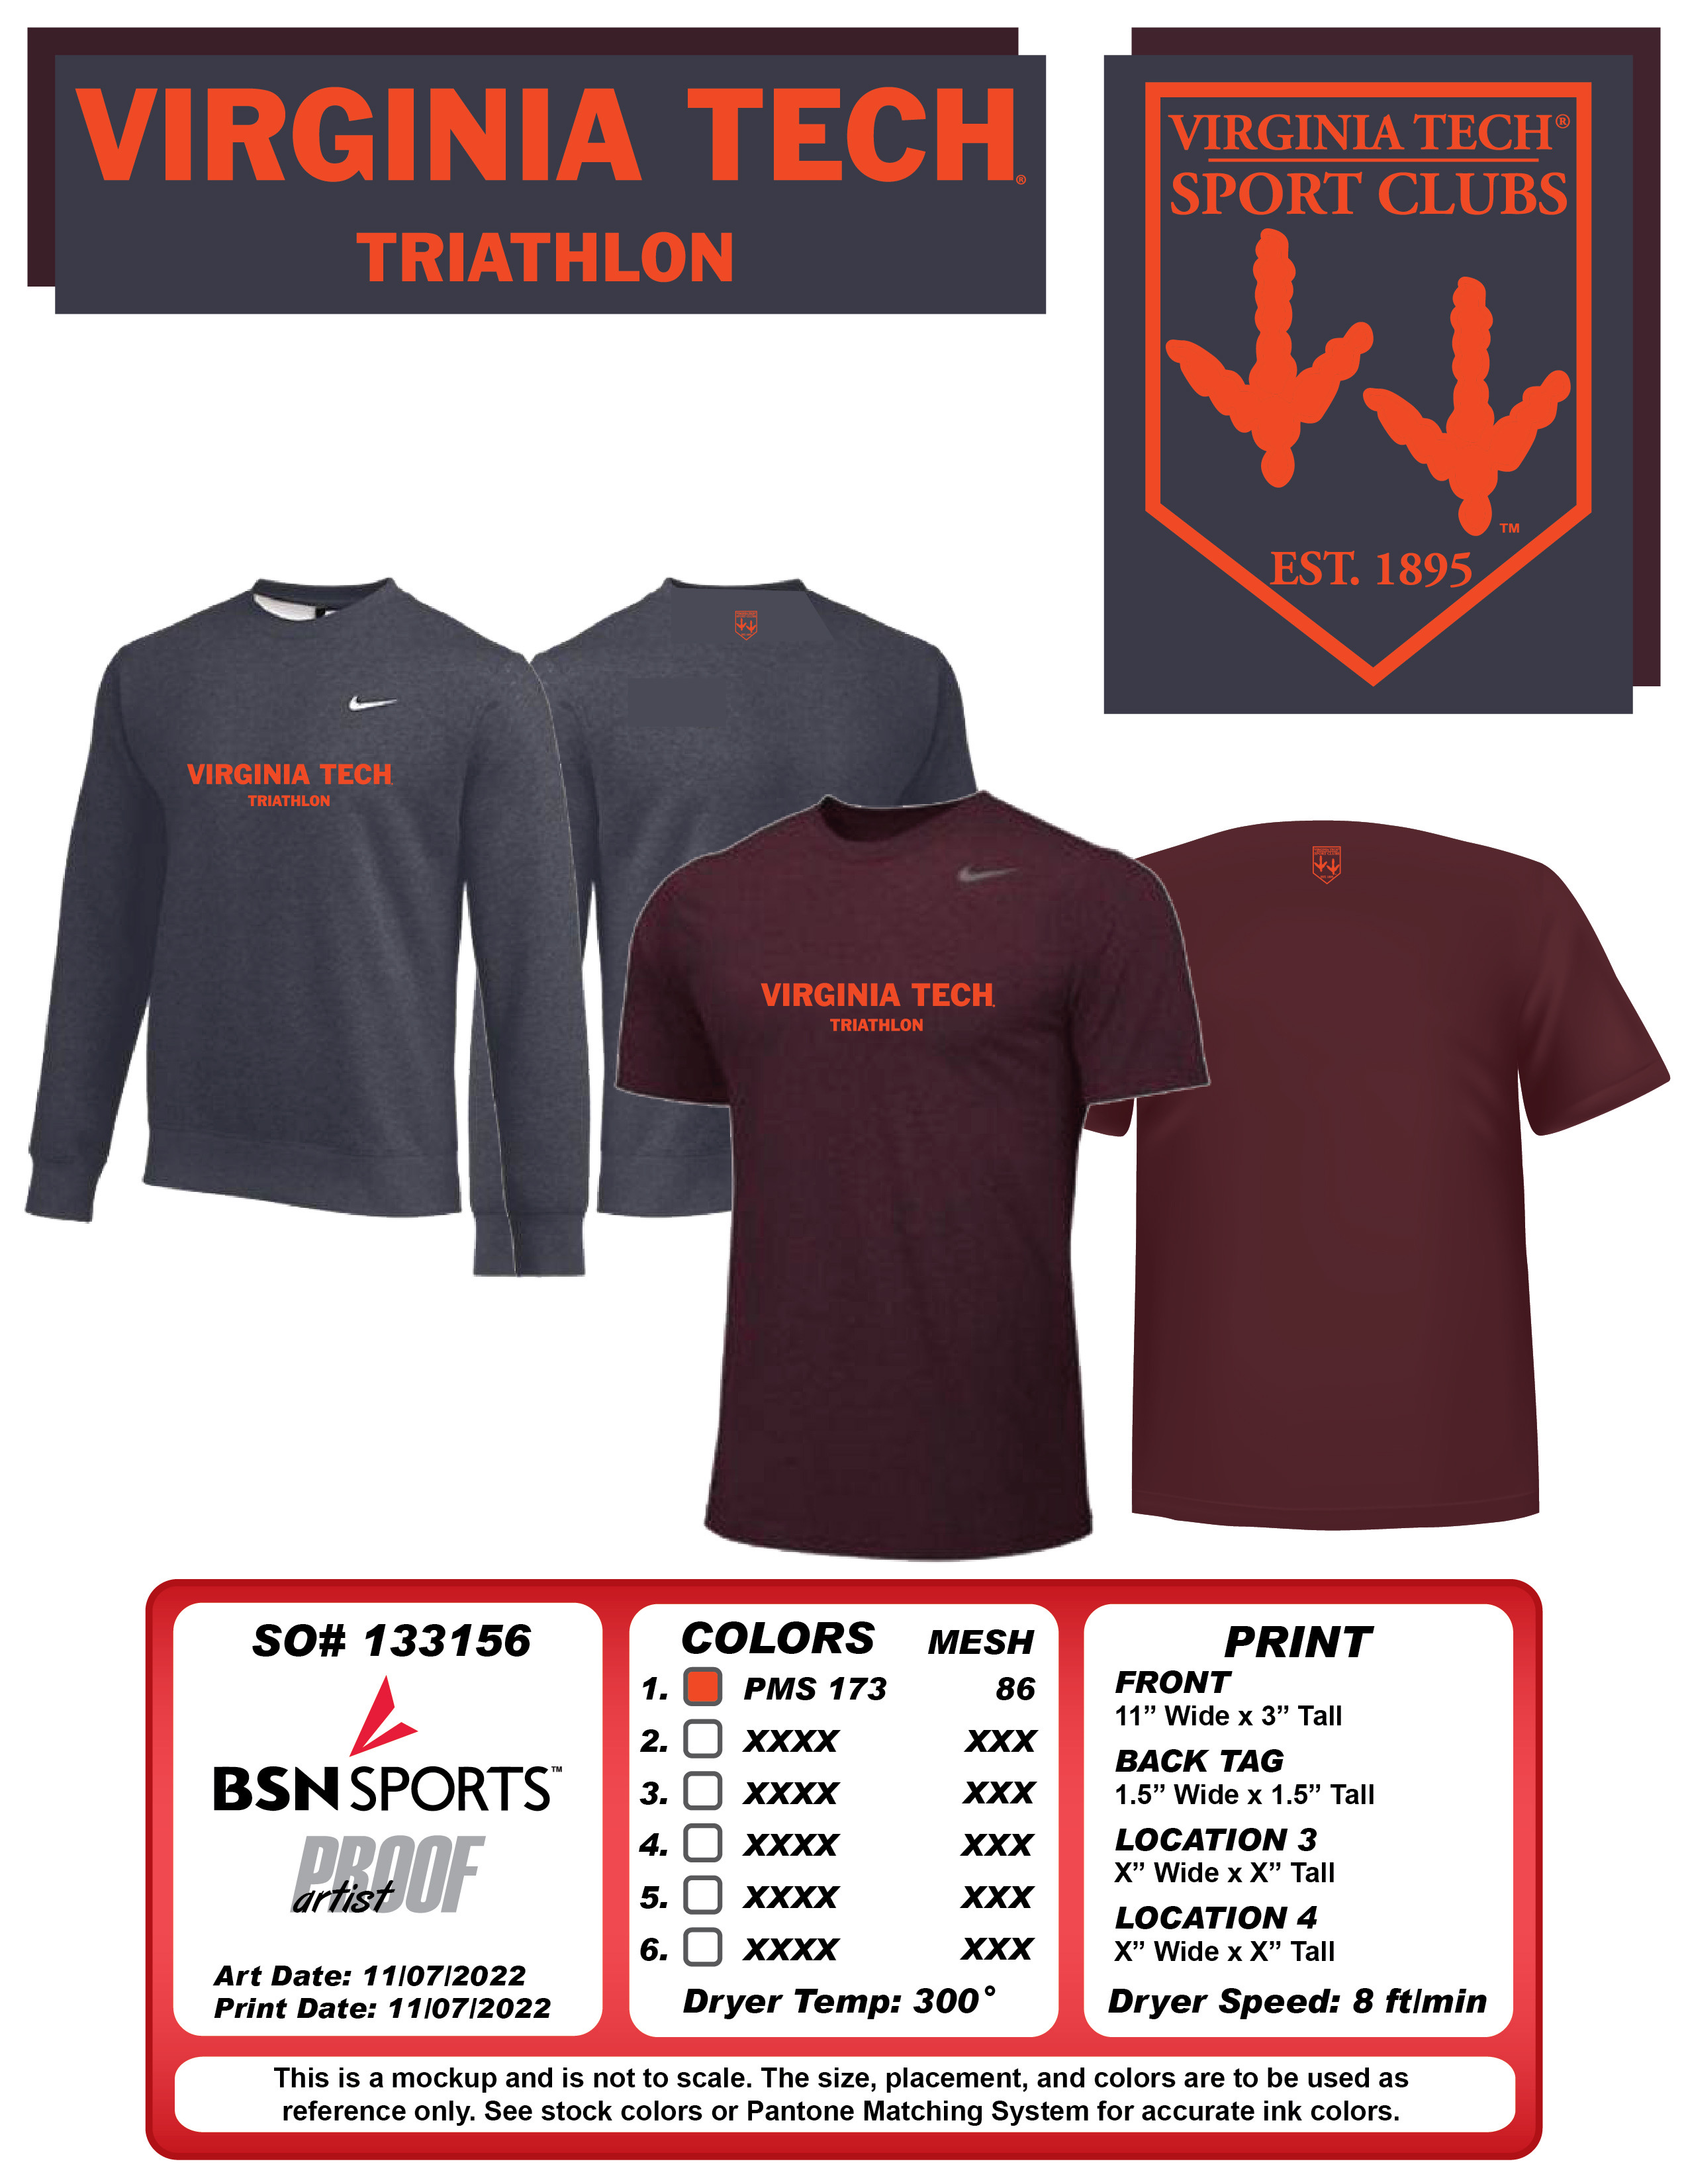 VIRGINIA TECH®
TRIATHLON
VIRGINIA TECH®
SPORT CLUBS
TM
EST. 1895
VIRGINIA TECH
TRIATHLON
VIRGINIA TECH
TRIATHLON
SO# 133156
BSN SPORTS™
PROOF
artist
Art Date: 11/07/2022
Print Date: 11/07/2022
COLORS MESH
1. PMS 173 86
2. XXXX XXX
3. XXXX XXX
4. XXXX XXX
5. XXXX XXX
6. XXXX XXX
Dryer Temp: 300°
PRINT
FRONT
11” Wide x 3” Tall
BACK TAG
1.5” Wide x 1.5” Tall
LOCATION 3
X” Wide x X” Tall
LOCATION 4
X” Wide x X” Tall
Dryer Speed: 8 ft/min
This is a mockup and is not to scale. The size, placement, and colors are to be used as
reference only. See stock colors or Pantone Matching System for accurate ink colors.